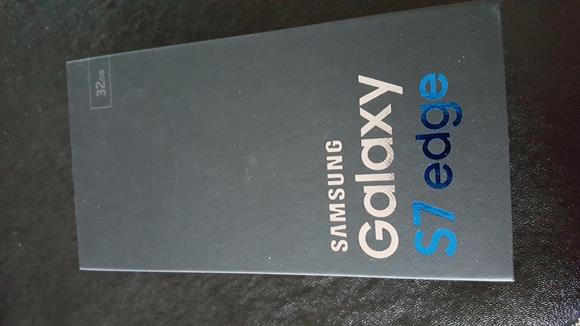 32GB
SAMSUNG
Galaxy
S7 edge